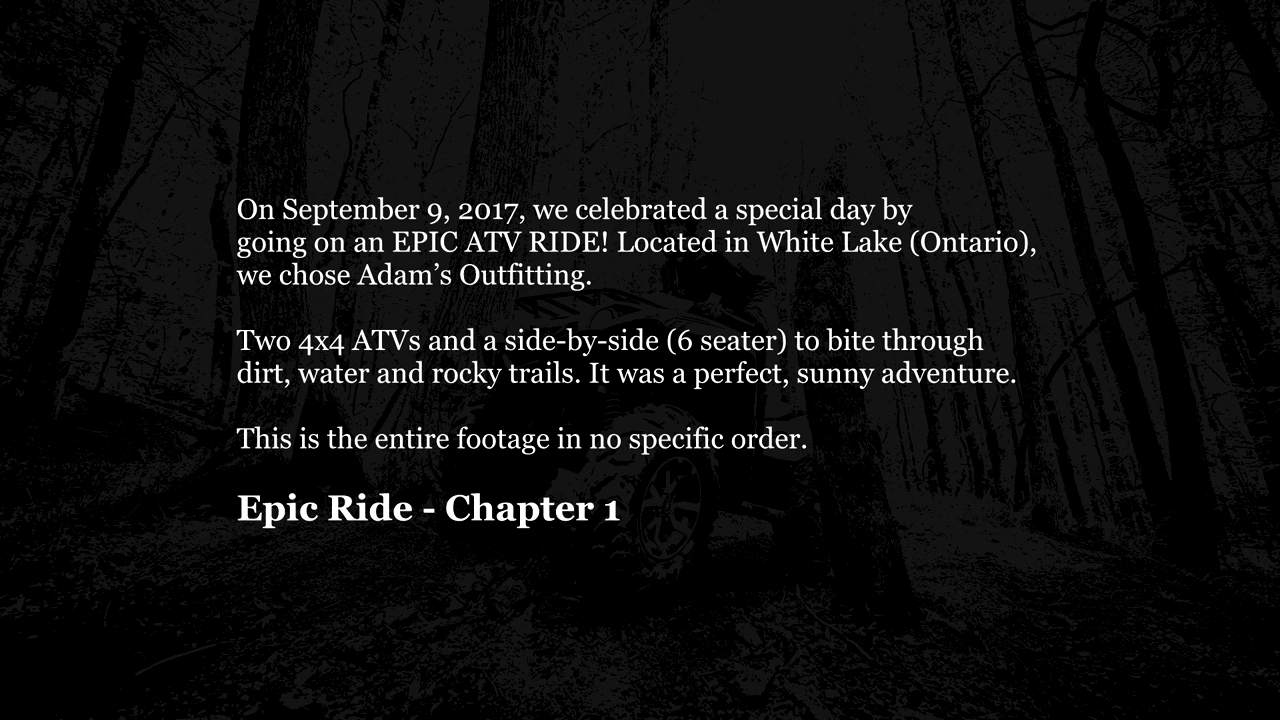 On September 9, 2017, we celebrated a special day by
going on an EPIC ATV RIDE! Located in White Lake (Ontario),
we chose Adam’s Outfitting.
Two 4x4 ATVs and a side-by-side (6 seater) to bite through
dirt, water and rocky trails. It was a perfect, sunny adventure.
This is the entire footage in no specific order.
Epic Ride - Chapter 1